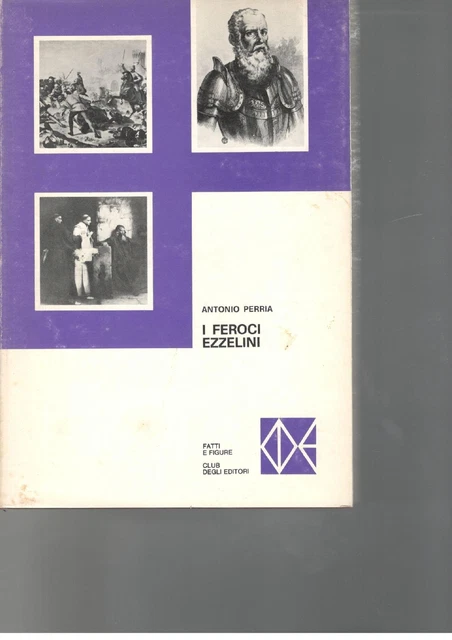 ANTONIO PERRIA
I FEROCI
EZZELINI
FATTI
E FIGURE
CLUB
DEGLI EDITORI